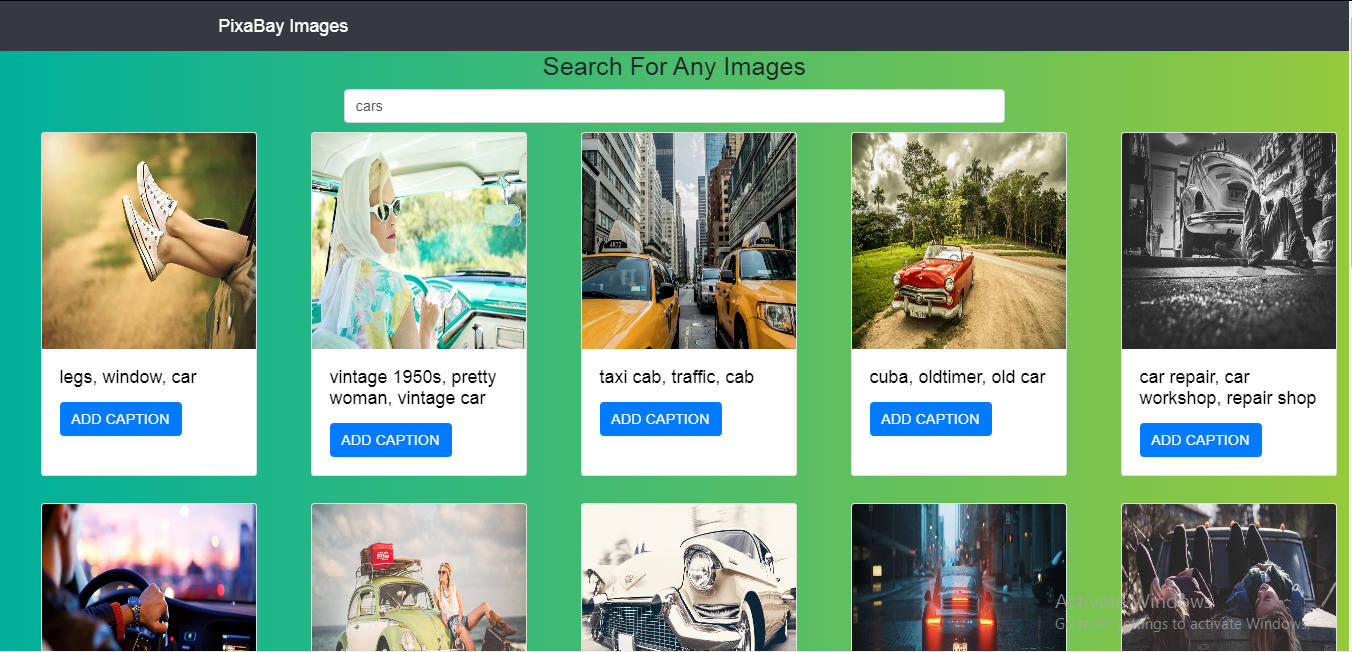 PixaBay Images
Search For Any Images
cars
legs, window, car
ADD CAPTION
vintage 1950s, pretty
woman, vintage car
ADD CAPTION
taxi cab, traffic, cab
ADD CAPTION
cuba, oldtimer, old car
ADD CAPTION
car repair, car
workshop, repair shop
ADD CAPTION
Activate Windows
Go to PC settings to activate Windows.